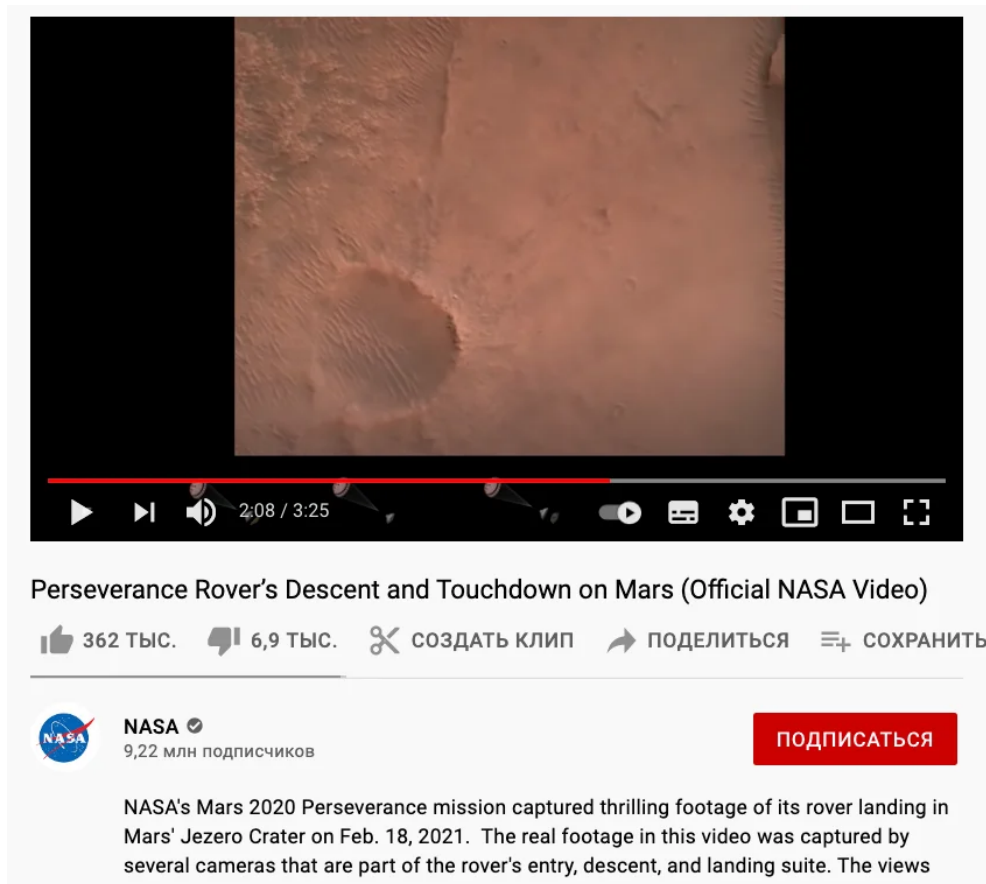 2:08 / 3:25
Perseverance Rover’s Descent and Touchdown on Mars (Official NASA Video)
362 ТЫС. 6,9 ТЫС. СОЗДАТЬ КЛИП ПОДЕЛИТЬСЯ СОХРАНИТЬ
NASA
NASA
9,22 млн подписчиков
ПОДПИСАТЬСЯ
NASA's Mars 2020 Perseverance mission captured thrilling footage of its rover landing in
Mars' Jezero Crater on Feb. 18, 2021.  The real footage in this video was captured by
several cameras that are part of the rover's entry, descent, and landing suite. The views